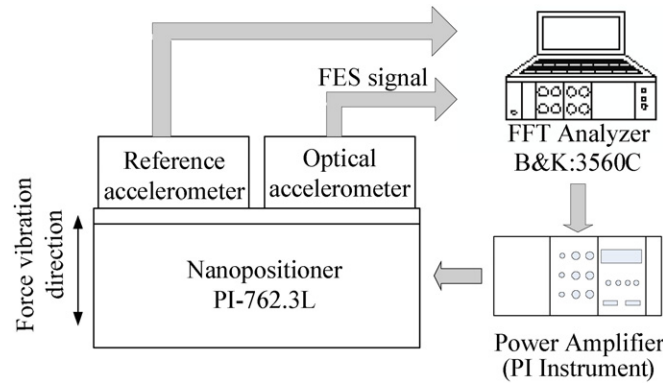 FES signal
FFT Analyzer
B&K:3560C
Reference
accelerometer
Optical
accelerometer
Force vibration
direction
Nanopositioner
PI-762.3L
Power Amplifier
(PI Instrument)